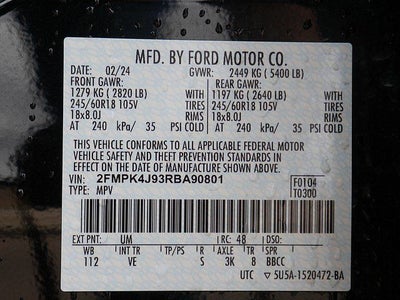 MFD. BY FORD MOTOR CO.
DATE: 02/24 GVWR: 2449 KG ( 5400 LB)
FRONT GAWR: REAR GAWR:
1279 KG ( 2820 LB) WITH 1197 KG ( 2640 LB) WITH
245/60R18 105V TIRES 245/60R18 105V TIRES
18x8.0J RIMS 18x8.0J RIMS
AT 240 kPa/ 35 PSI COLD AT 240 kPa/ 35 PSI COLD
THIS VEHICLE CONFORMS TO ALL APPLICABLE FEDERAL MOTOR
VEHICLE SAFETY AND THEFT PREVENTION STANDARDS IN
EFFECT ON THE DATE OF MANUFACTURE SHOWN ABOVE.
VIN: 2FMPK4J93RBA90801 F0104
TYPE: MPV T0300
EXT PNT: UM RC: 48 DSO:
WB INT TR TP/PS R AXLE TR SPR
112 VE S 3K 8 BBCC
UTC 5U5A-1520472-BA